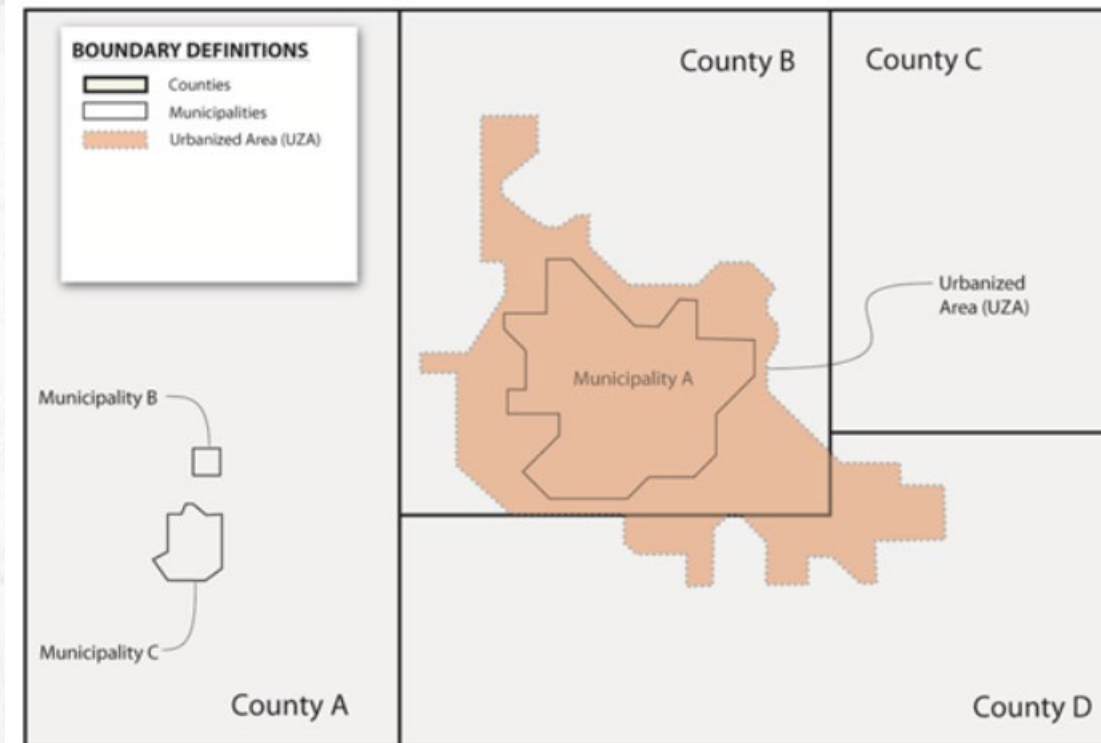 BOUNDARY DEFINITIONS
Counties
Municipalities
Urbanized Area (UZA)
County B
County C
Urbanized
Area (UZA)
Municipality A
Municipality B
Municipality C
County A
County D